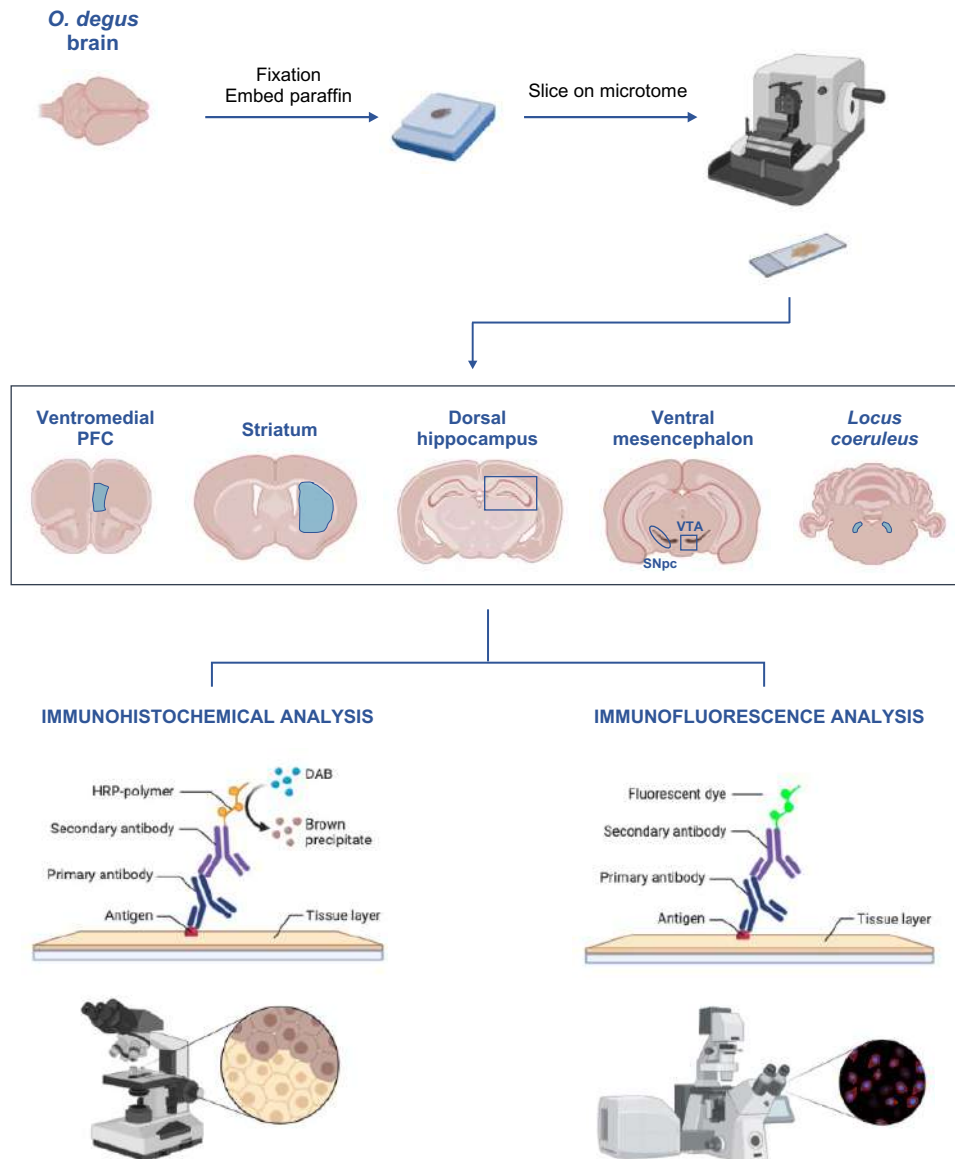 O. degus
brain
Fixation
Embed paraffin
Slice on microtome
Ventromedial
PFC
Striatum
Dorsal
hippocampus
Ventral
mesencephalon
Locus
coeruleus
VTA
SNpc
IMMUNOHISTOCHEMICAL ANALYSIS
DAB
HRP-polymer
Brown
precipitate
Secondary antibody
Primary antibody
Antigen
Tissue layer
IMMUNOFLUORESCENCE ANALYSIS
Fluorescent dye
Secondary antibody
Primary antibody
Antigen
Tissue layer